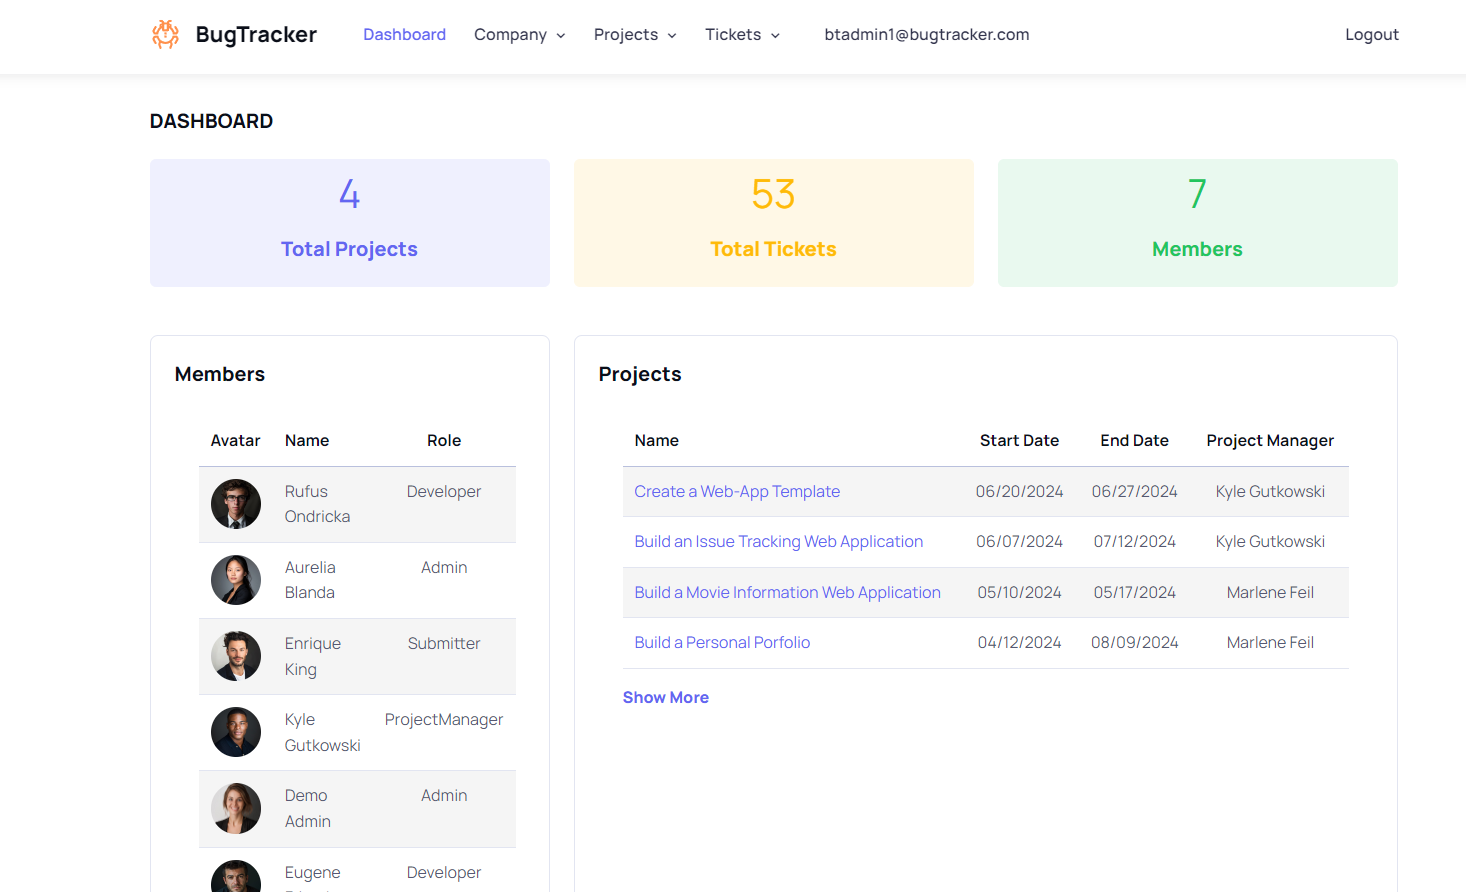 BugTracker Dashboard Company Projects Tickets btadmin1@bugtracker.com Logout
DASHBOARD
4
Total Projects
53
Total Tickets
7
Members
Members
Avatar Name Role
Rufus
Ondricka
Developer
Aurelia
Blanda
Admin
Enrique
King
Submitter
Kyle
Gutkowski
ProjectManager
Demo
Admin
Admin
Eugene
Developer
Projects
Name Start Date End Date Project Manager
Create a Web-App Template 06/20/2024 06/27/2024 Kyle Gutkowski
Build an Issue Tracking Web Application 06/07/2024 07/12/2024 Kyle Gutkowski
Build a Movie Information Web Application 05/10/2024 05/17/2024 Marlene Feil
Build a Personal Porfolio 04/12/2024 08/09/2024 Marlene Feil
Show More